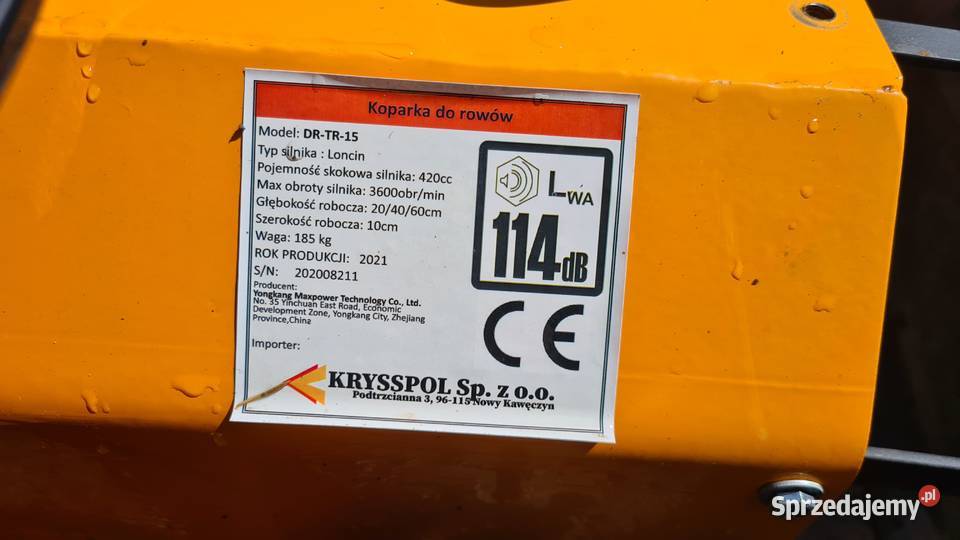 Koparka do rowów
Model: DR-TR-15
Typ silnika : Loncin
Pojemność skokowa silnika: 420cc
Max obroty silnika: 3600obr/min
Głębokość robocza: 20/40/60cm
Szerokość robocza: 10cm
Waga: 185 kg
ROK PRODUKCJI: 2021
S/N: 202008211
Producent:
Yongkang Maxpower Technology Co., Ltd.
No. 35 Yinchuan East Road, Economic
Development Zone, Yongkang City, Zhejiang
Province,China
LWA
114dB
CE
Importer:
KRYSSPOL Sp. z o.o.
Podtrzcianna 3, 96-115 Nowy Kawęczyn
Sprzedajemy.pl